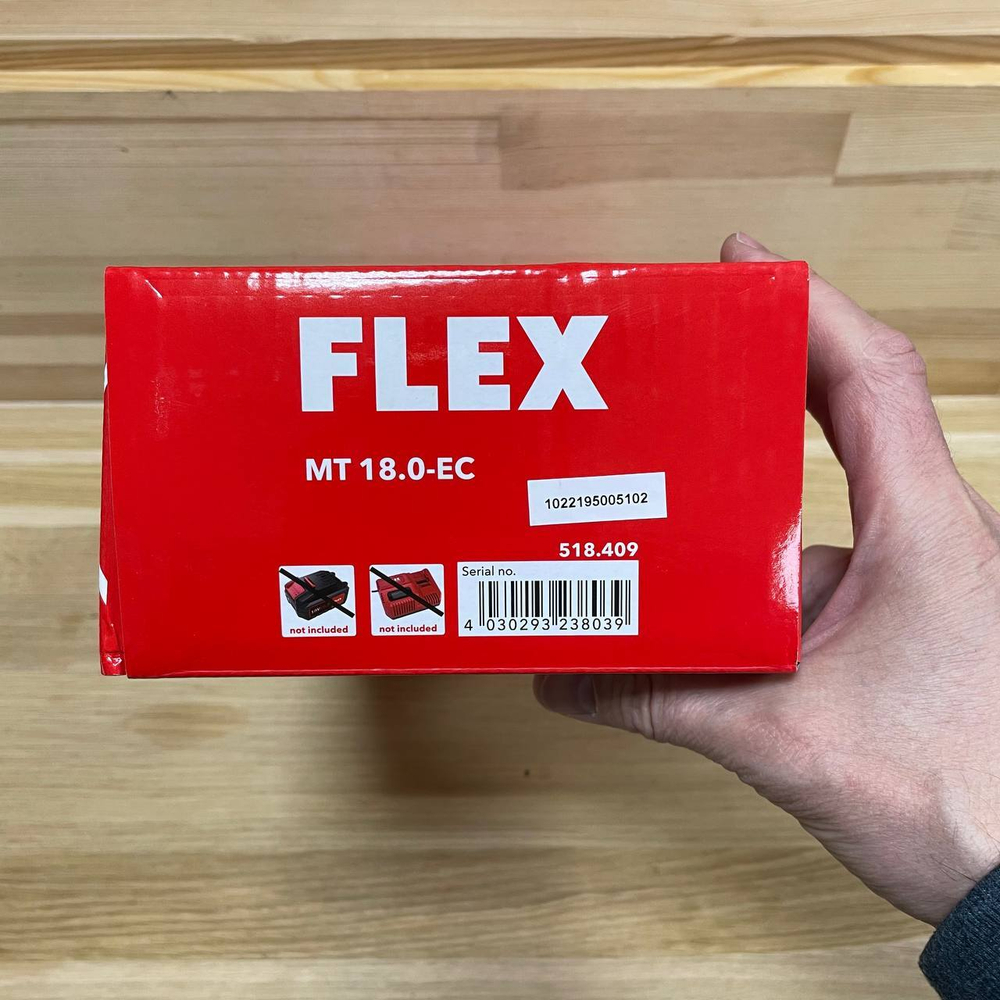 FLEX
MT 18.0-EC
1022195005102
518.409
Serial no.
4 030293 238039
not included
not included